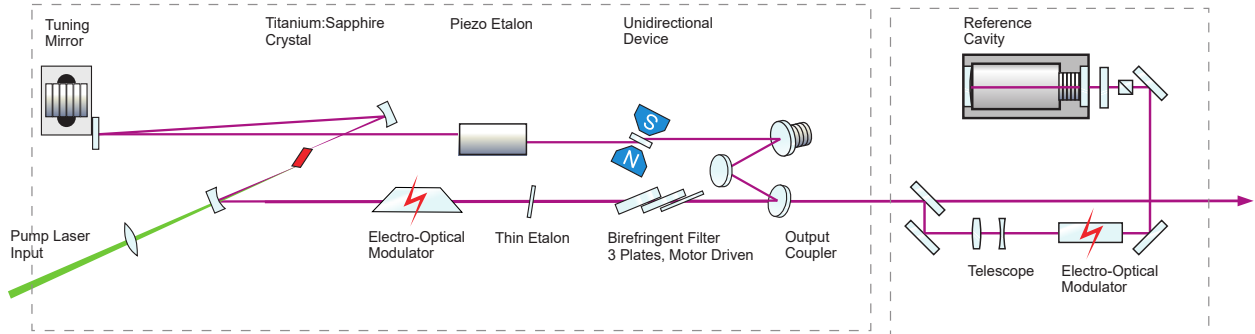 Tuning
Mirror
Titanium:Sapphire
Crystal
Piezo Etalon
Unidirectional
Device
Reference
Cavity
S
N
Pump Laser
Input
Electro-Optical
Modulator
Thin Etalon
Birefringent Filter
3 Plates, Motor Driven
Output
Coupler
Telescope
Electro-Optical
Modulator